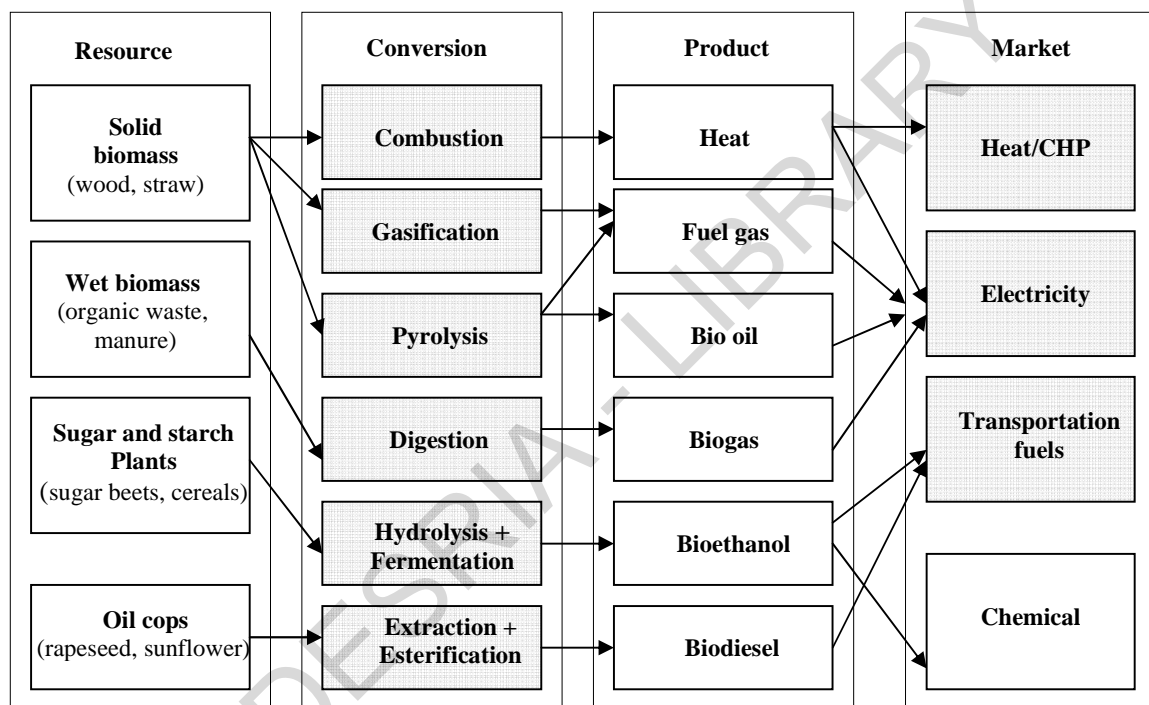 Resource
Solid
biomass
(wood, straw)
Wet biomass
(organic waste,
manure)
Sugar and starch
Plants
(sugar beets, cereals)
Oil cops
(rapeseed, sunflower)
Conversion
Combustion
Gasification
Pyrolysis
Digestion
Hydrolysis +
Fermentation
Extraction +
Esterification
Product
Heat
Fuel gas
Bio oil
Biogas
Bioethanol
Biodiesel
Market
Heat/CHP
Electricity
Transportation
fuels
Chemical
DESRIA - LIBRARY